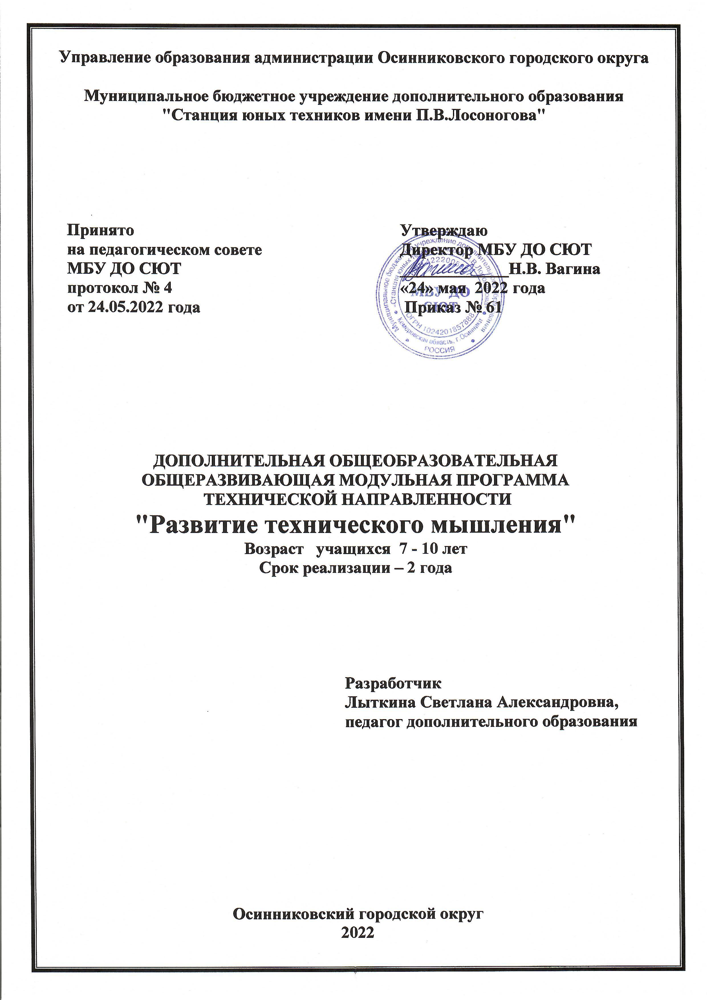 Управление образования администрации Осинниковского городского округа
Муниципальное бюджетное учреждение дополнительного образования
"Станция юных техников имени П.В.Лосоногова"
Принято
на педагогическом совете
МБУ ДО СЮТ
протокол № 4
от 24.05.2022 года
Утверждаю
Директор МБУ ДО СЮТ
Н.В. Вагина
«24» мая 2022 года
Приказ № 61
Муниципальное бюджетное учреждение дополнительного образования
"Станция юных техников имени П.В.Лосоногова"
МБУ ДО
СЮТ
ОГРН 1024201857888
Кемеровская область, г.Осинники
РОССИЯ
ДОПОЛНИТЕЛЬНАЯ ОБЩЕОБРАЗОВАТЕЛЬНАЯ
ОБЩЕРАЗВИВАЮЩАЯ МОДУЛЬНАЯ ПРОГРАММА
ТЕХНИЧЕСКОЙ НАПРАВЛЕННОСТИ
"Развитие технического мышления"
Возраст учащихся 7 - 10 лет
Срок реализации – 2 года
Разработчик
Лыткина Светлана Александровна,
педагог дополнительного образования
Осинниковский городской округ
2022